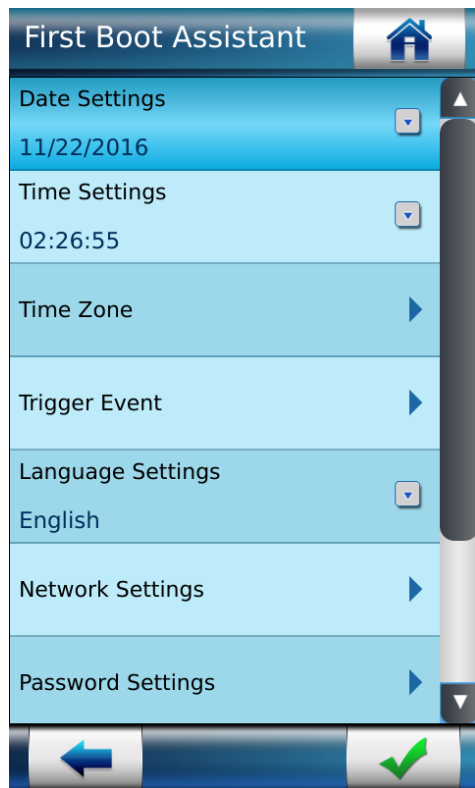 First Boot Assistant
Date Settings
11/22/2016
Time Settings
02:26:55
Time Zone
Trigger Event
Language Settings
English
Network Settings
Password Settings